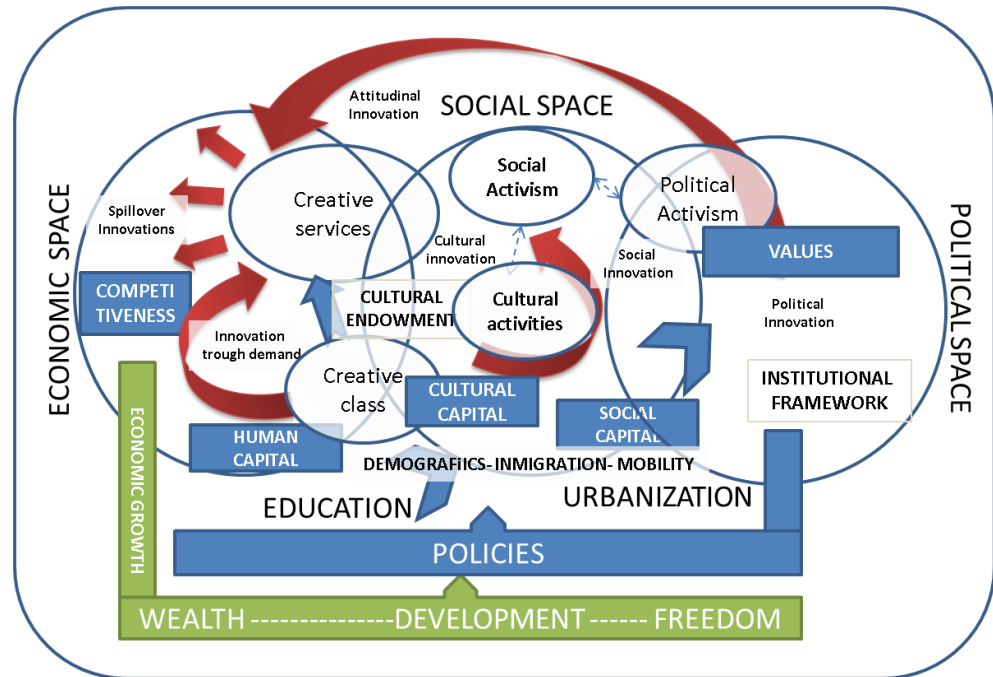 Attitudinal
Innovation
SOCIAL SPACE
ECONOMIC SPACE
POLITICAL SPACE
Creative
services
Social
Activism
Political
Activism
Spillover
Innovations
Cultural
innovation
Social
Innovation
VALUES
COMPETI
TIVENESS
CULTURAL
ENDOWMENT
Cultural
activities
Political
Innovation
Innovation
trough demand
Creative
class
CULTURAL
CAPITAL
SOCIAL
CAPITAL
INSTITUTIONAL
FRAMEWORK
HUMAN
CAPITAL
DEMOGRAFIICS-INMIGRATION- MOBILITY
EDUCATION
URBANIZATION
ECONOMIC GROWTH
POLICIES
WEALTH ---------------DEVELOPMENT ------ FREEDOM